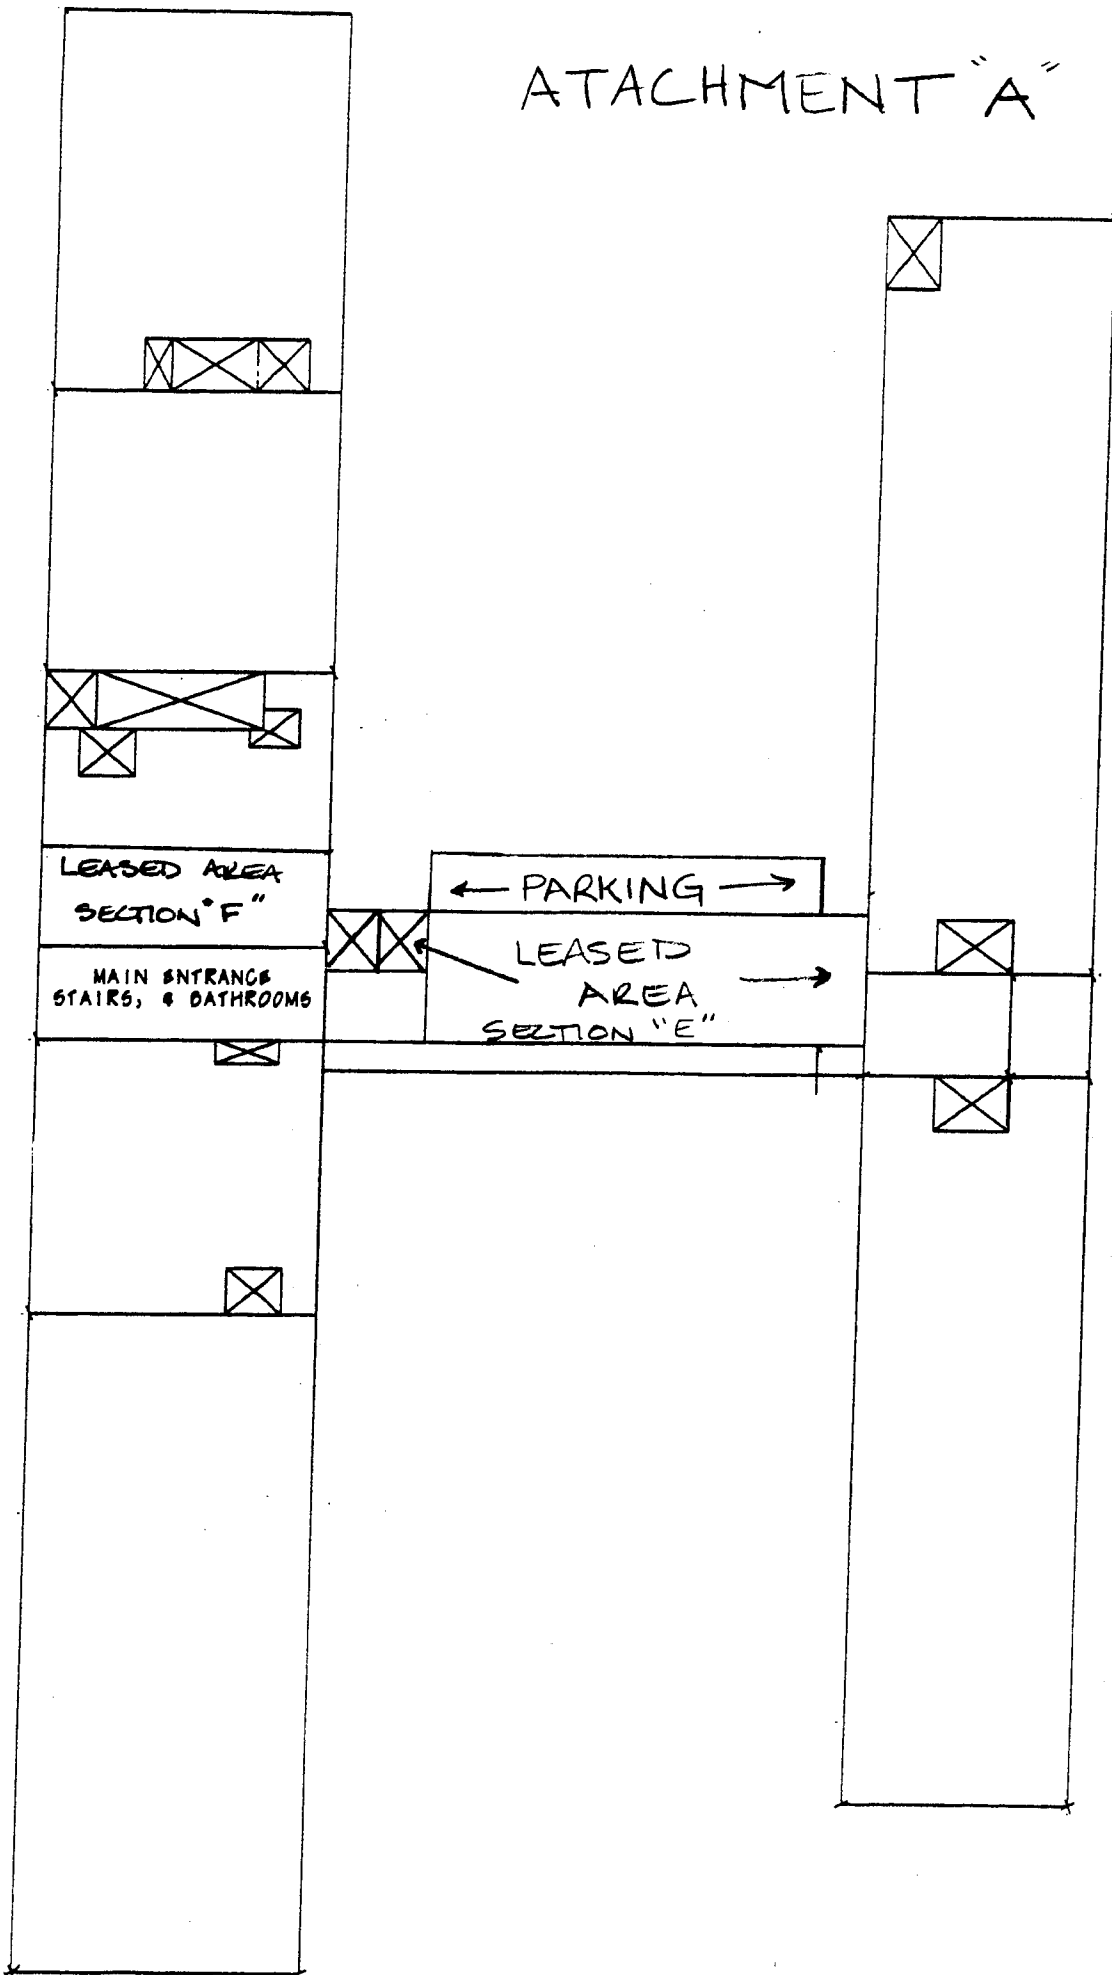 ATACHMENT "A"
LEASED AREA
SECTION "F"
MAIN ENTRANCE
STAIRS, & BATHROOMS
PARKING
LEASED
AREA
SECTION "E"